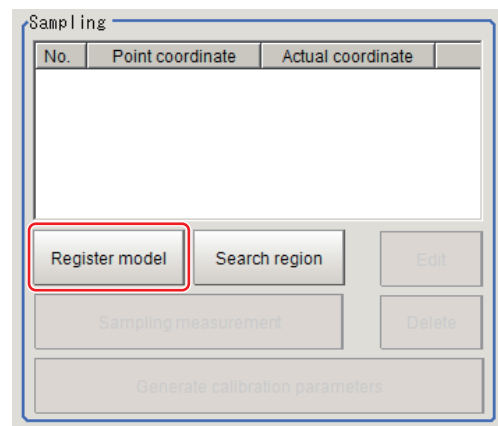 Sampling
No. Point coordinate Actual coordinate
Register model Search region Edit
Sampling measurement Delete
Generate calibration parameters